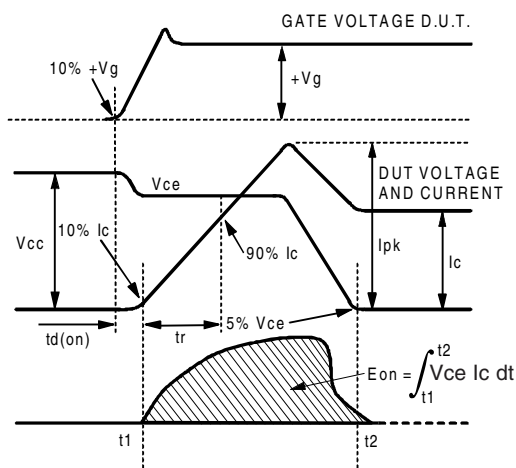 GATE VOLTAGE D.U.T.
10% +Vg
+Vg
Vce
DUT VOLTAGE
AND CURRENT
Vcc
10% Ic
90% Ic
Ipk
Ic
td(on)
tr
5% Vce
Eon = ∫ Vce Ic dt
t2
t1
t1
t2